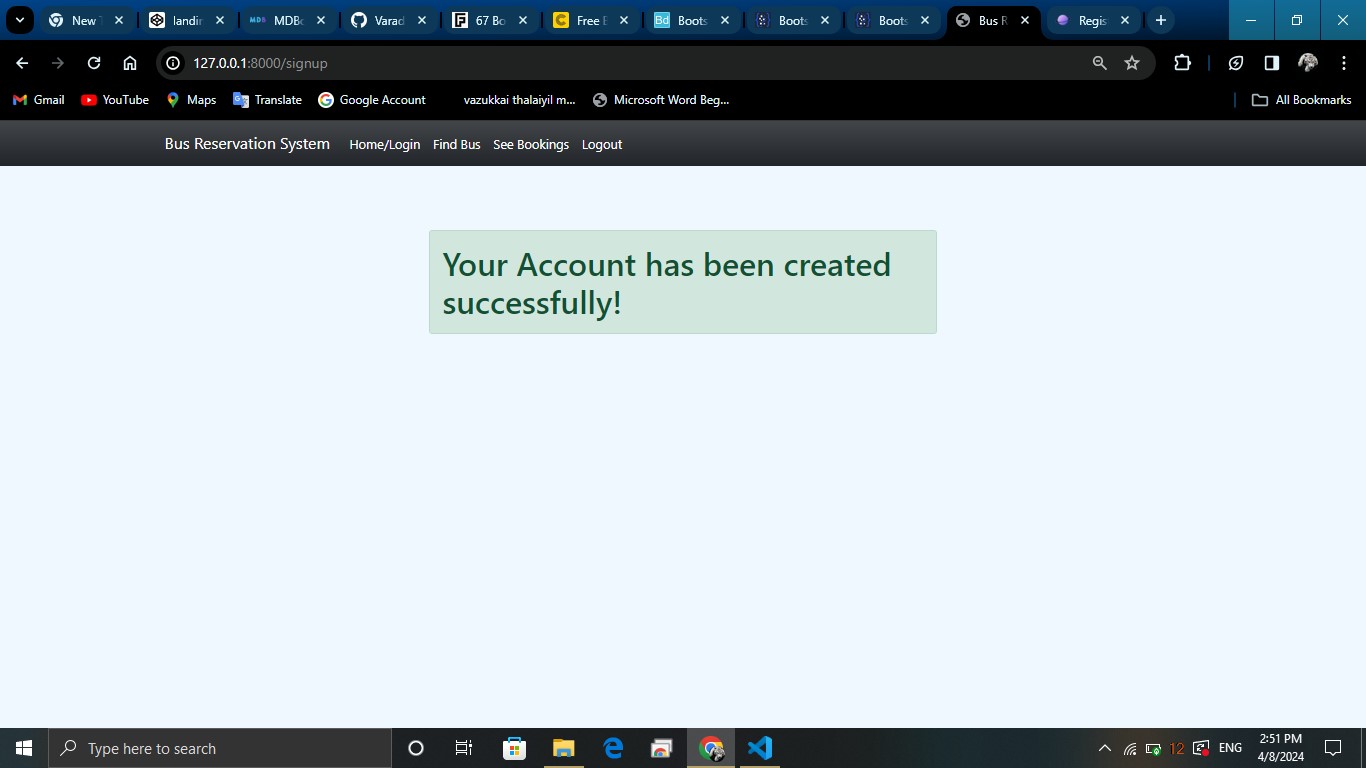 New T
landir
MDBo
Varad
67 Bo
Free E
Boots
Boots
Boots
Bus R
Regis
127.0.0.1:8000/signup
Gmail YouTube Maps Translate Google Account vazukkai thalaiyil m... Microsoft Word Beg... All Bookmarks
Bus Reservation System Home/Login Find Bus See Bookings Logout
Your Account has been created
successfully!
Type here to search
12 ENG
2:51 PM
4/8/2024